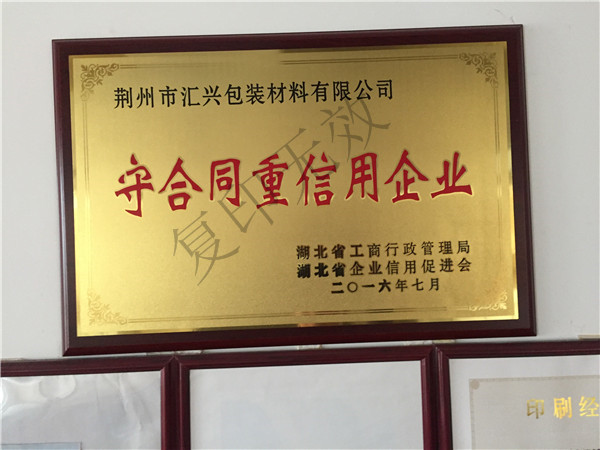 荆州市汇兴包装材料有限公司
守合同重信用企业
湖北省工商行政管理局
湖北省企业信用促进会
二〇一六年七月
复印无效
印刷经